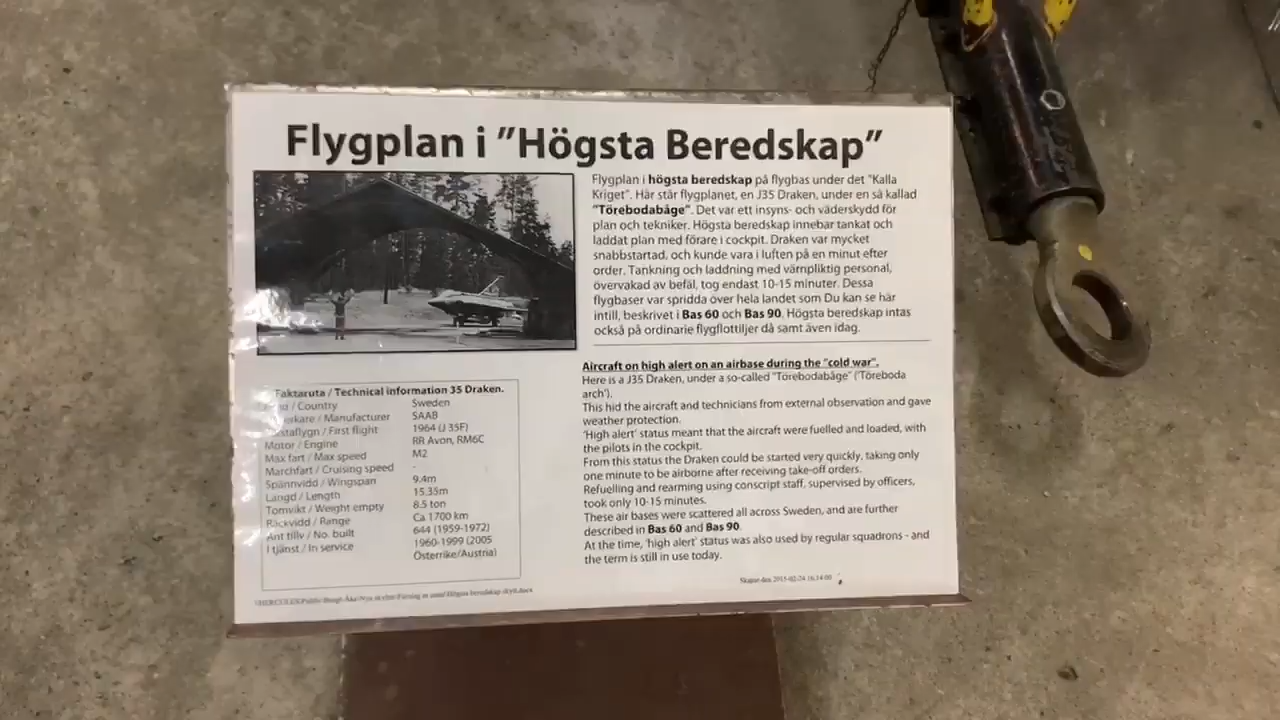 Flygplan i "Högsta Beredskap"
Flygplan i högsta beredskap på flygbas under det "Kalla
Kriget". Här står flygplanet, en J35 Draken, under en så kallad
"Törebodabåge". Det var ett insyns- och väderskydd för
plan och tekniker. Högsta beredskap innebar tankat och
laddat plan med förare i cockpit. Draken var mycket
snabbstartad, och kunde vara i luften på en minut efter
order. Tankning och laddning med värnpliktig personal,
övervakad av befäl, tog endast 10-15 minuter. Dessa
flygbaser var spridda över hela landet som Du kan se här
intill, beskrivet i Bas 60 och Bas 90. Högsta beredskap intas
också på ordinarie flygflottiljer då samt även idag.
Aircraft on high alert on an airbase during the "cold war".
Here is a J35 Draken, under a so-called "Törebodabåge" ('Töreboda
arch').
This hid the aircraft and technicians from external observation and gave
weather protection.
'High alert' status meant that the aircraft were fuelled and loaded, with
the pilots in the cockpit.
From this status the Draken could be started very quickly, taking only
one minute to be airborne after receiving take-off orders.
Refuelling and rearming using conscript staff, supervised by officers,
took only 10-15 minutes.
These air bases were scattered all across Sweden, and are further
described in Bas 60 and Bas 90.
At the time, 'high alert' status was also used by regular squadrons - and
the term is still in use today.
Faktaruta / Technical information 35 Draken.
/ Country Sweden
/ Manufacturer SAAB
/ First flight 1964 (J 35F)
Motor / Engine RR Avon, RM6C
Max fart / Max speed M2
Marchfart / Cruising speed -
Spännvidd / Wingspan 9.4m
Längd / Length 15.35m
Tomvikt / Weight empty 8.5 ton
Räckvidd / Range Ca 1700 km
Ant tillv / No. built 644 (1959-1972)
I tjänst / In service 1960-1999 (2005
Österrike/Austria)
2015-02-24 16:14:00